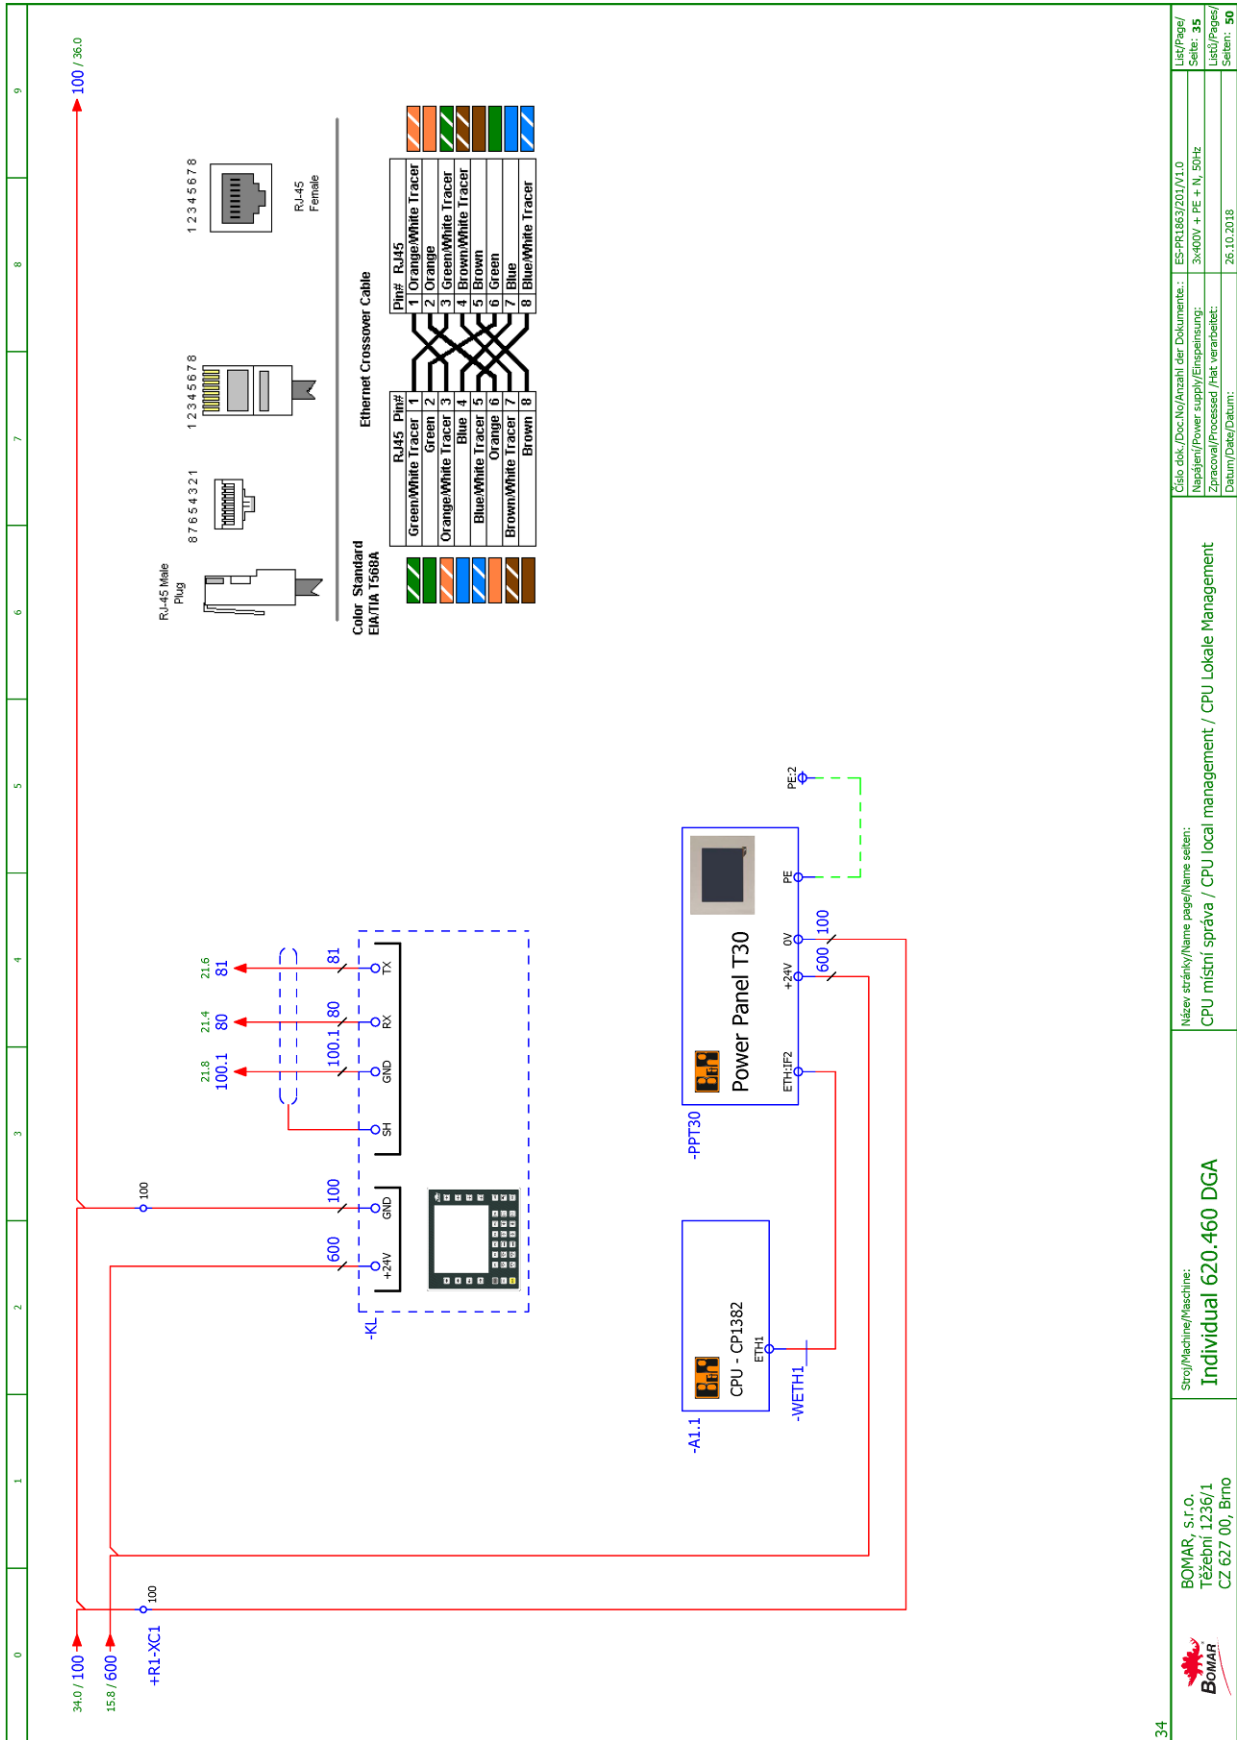 0 1 2 3 4 5 6 7 8 9
34.0 / 100
15.8 / 600
100 / 36.0
+R1-XC1
100
100
600
100
100.1
80
81
21.8
100.1
21.4
80
21.6
81
-KL
+24V
GND
SH
GND
RX
TX
-A1.1
CPU - CP1382
ETH1
-WETH1
-PPT30
Power Panel T30
ETH:IF2
+24V
0V
PE
600
100
PE:2
RJ-45 Male
Plug
8 7 6 5 4 3 2 1
1 2 3 4 5 6 7 8
1 2 3 4 5 6 7 8
RJ-45
Female
Color Standard
EIA/TIA T568A
Ethernet Crossover Cable
RJ45 Pin# Pin# RJ45
Green/White Tracer 1 1 Orange/White Tracer
Green 2 2 Orange
Orange/White Tracer 3 3 Green/White Tracer
Blue 4 4 Brown/White Tracer
Blue/White Tracer 5 5 Brown
Orange 6 6 Green
Brown/White Tracer 7 7 Blue
Brown 8 8 Blue/White Tracer
34
BOMAR
BOMAR, s.r.o.
Těžební 1236/1
CZ 627 00, Brno
Stroj/Machine/Maschine:
Individual 620.460 DGA
Název stránky/Name page/Name seiten:
CPU místní správa / CPU local management / CPU Lokale Management
Číslo dok./Doc.No/Anzahl der Dokumente.: ES-PR1863/201/V1.0
Napájení/Power supply/Einspeinsung: 3x400V + PE + N, 50Hz
Zpracoval/Processed /Hat verarbeitet:
Datum/Date/Datum: 26.10.2018
List/Page/
Seite: 35
Listů/Pages/
Seiten: 50